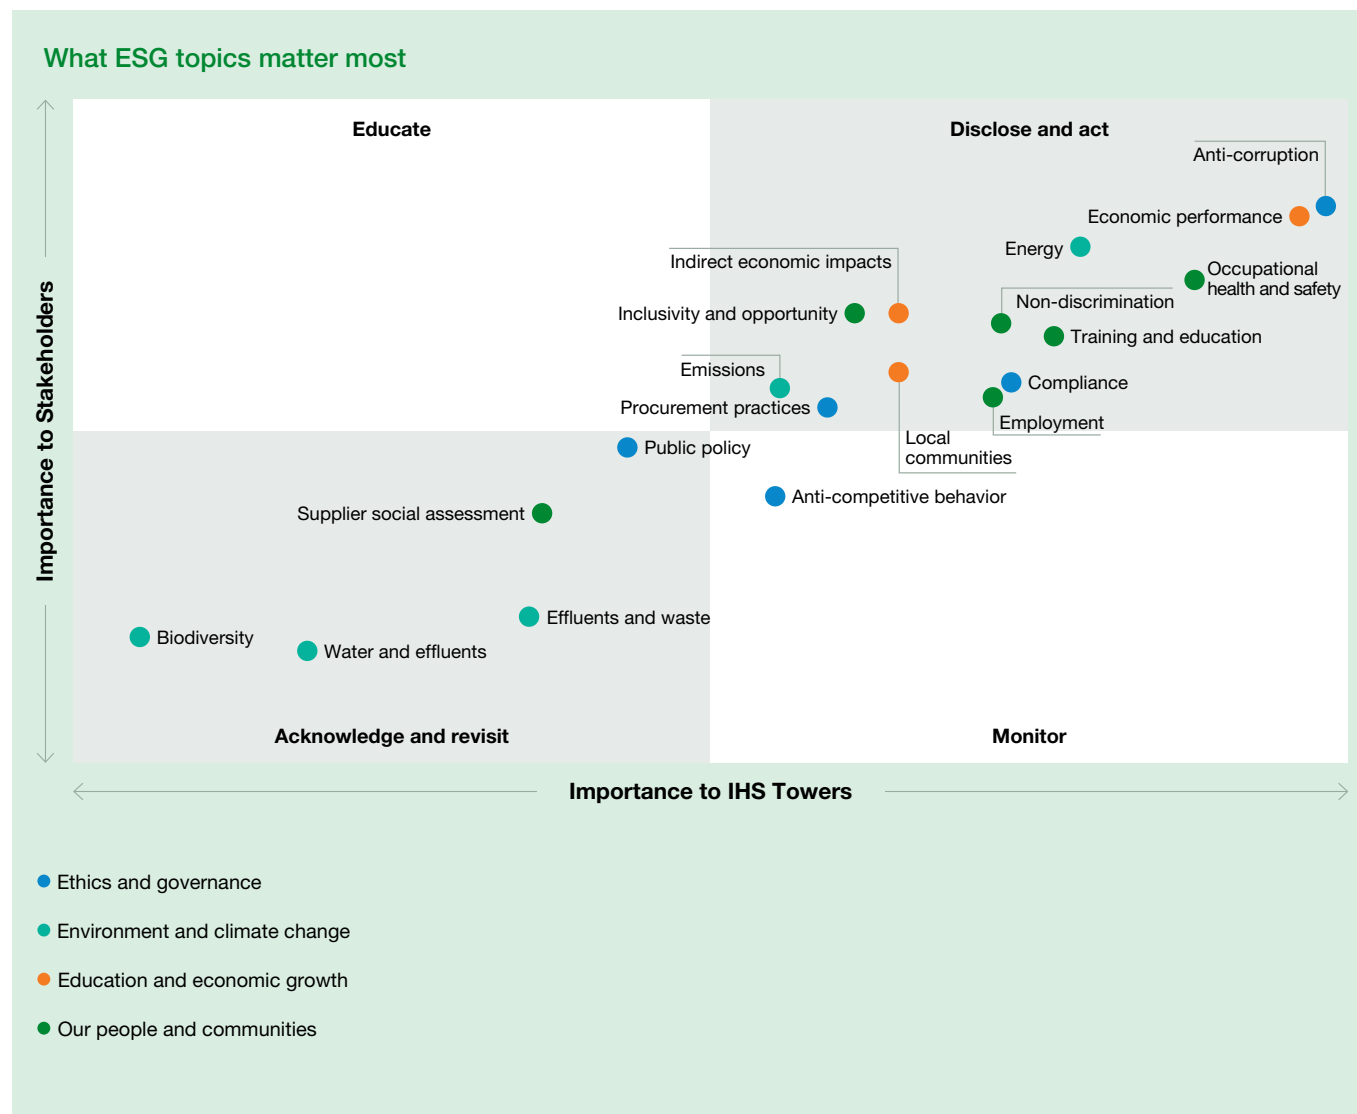 What ESG topics matter most
Educate
Disclose and act
Anti-corruption
Economic performance
Energy
Indirect economic impacts
Occupational
health and safety
Non-discrimination
Inclusivity and opportunity
Training and education
Emissions
Compliance
Procurement practices
Employment
Local
communities
Public policy
Anti-competitive behavior
Supplier social assessment
Effluents and waste
Biodiversity
Water and effluents
Acknowledge and revisit
Monitor
Importance to Stakeholders
Importance to IHS Towers
Ethics and governance
Environment and climate change
Education and economic growth
Our people and communities